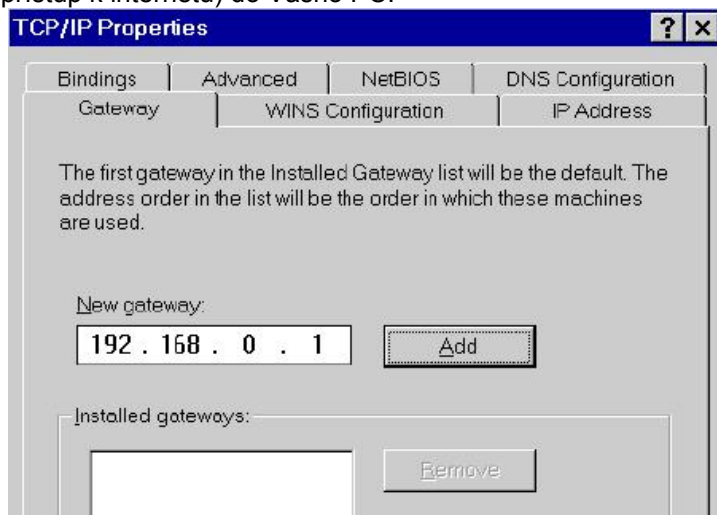 prístup k internetu) do Vášho PC.
TCP/IP Properties
Bindings Advanced NetBIOS DNS Configuration
Gateway WINS Configuration IP Address
The first gateway in the Installed Gateway list will be the default. The
address order in the list will be the order in which these machines
are used.
New gateway:
192 . 168 . 0 . 1 Add
Installed gateways:
Remove